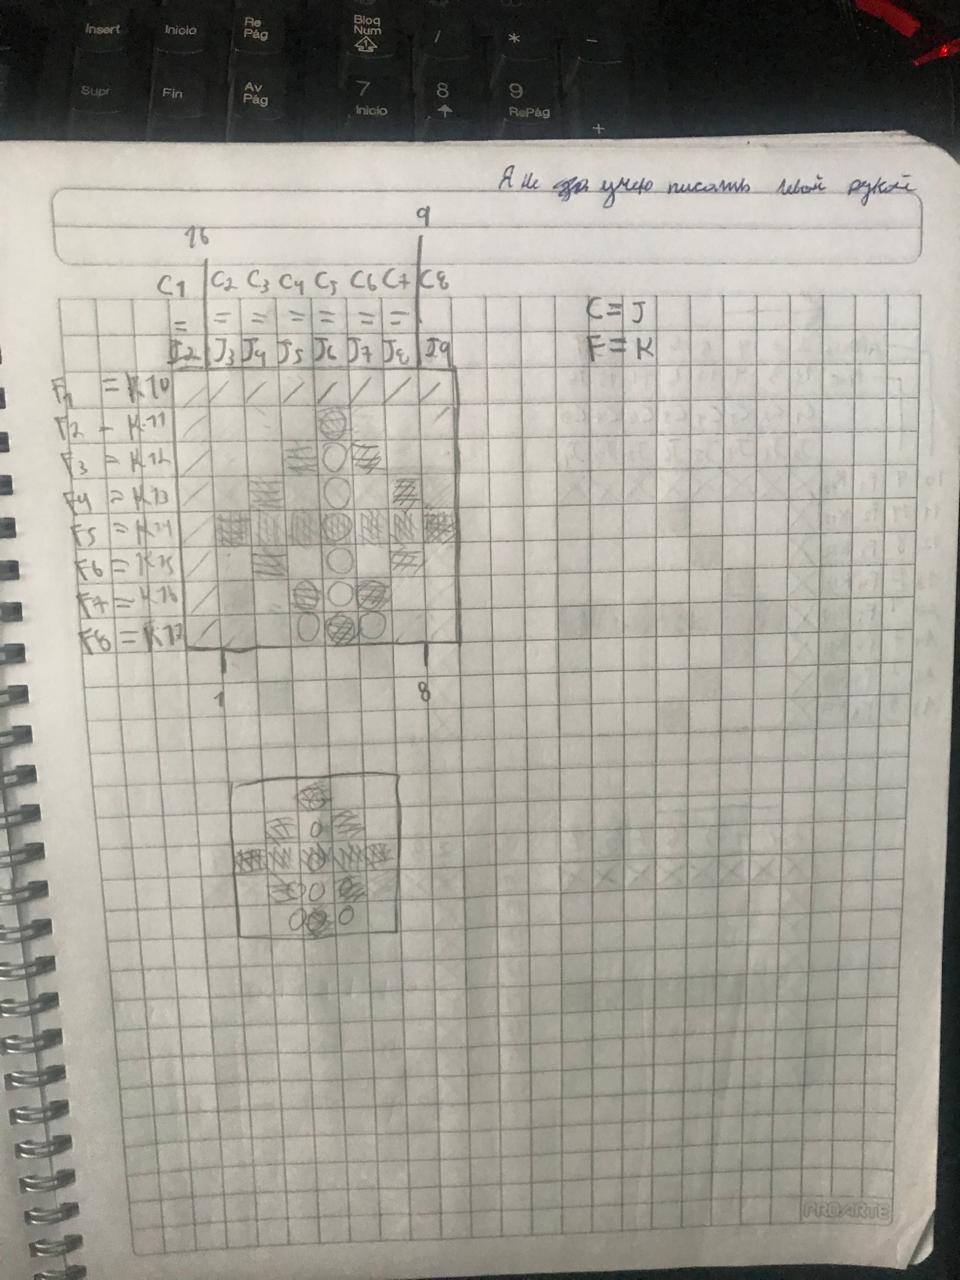 Insert Inicio Re Pág Bloq Num / * -
Supr Fin Av Pág 7 Inicio 8 9 RePág +
Я не умею писать левой рукой
16 9
C1 C2 C3 C4 C5 C6 C7 C8
= = = = = = =
J2 J3 J4 J5 J6 J7 J8 J9
C = J
F = K
F1 = K10
F2 - K11
F3 = K12
F4 = K13
F5 = K14
F6 = K15
F7 = K16
F8 = K17
1 8
PROARTE